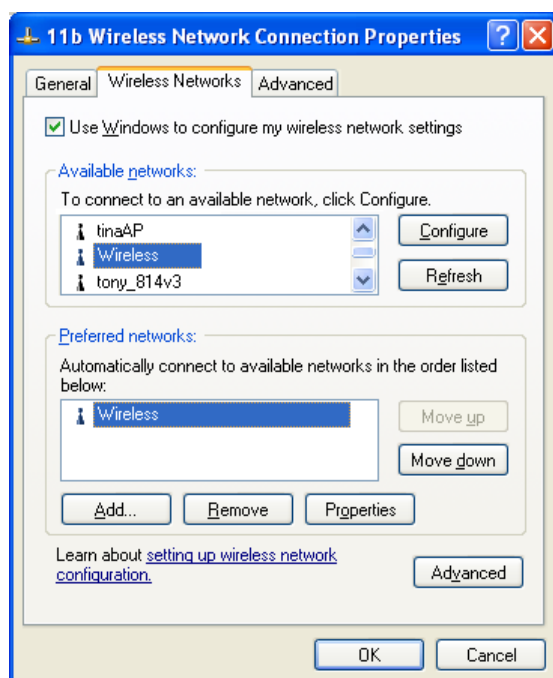 11b Wireless Network Connection Properties
General Wireless Networks Advanced
Use Windows to configure my wireless network settings
Available networks:
To connect to an available network, click Configure.
tinaAP
Wireless
tony_814v3
Configure
Refresh
Preferred networks:
Automatically connect to available networks in the order listed
below:
Wireless
Move up
Move down
Add... Remove Properties
Learn about setting up wireless network
configuration.
Advanced
OK Cancel